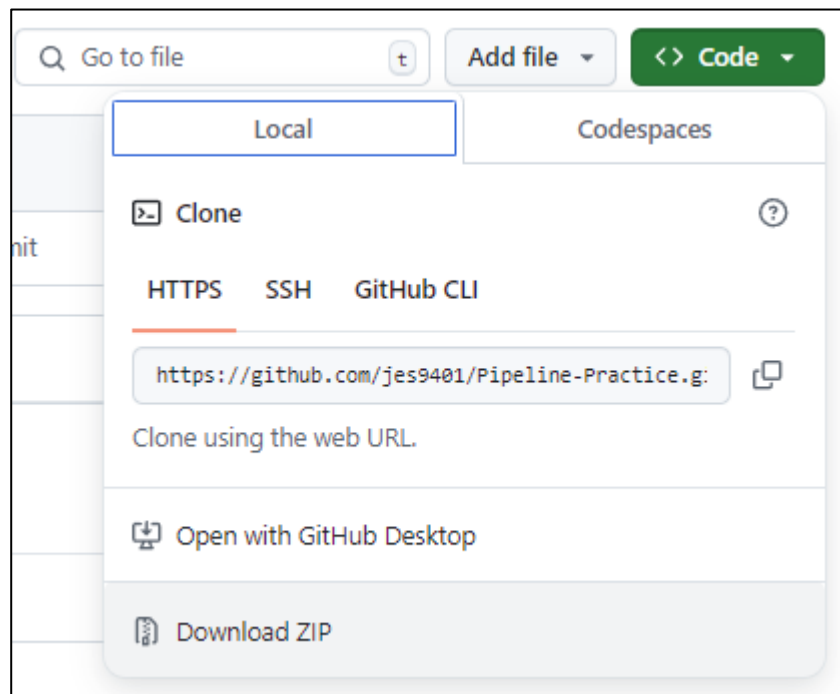 Go to file t Add file <> Code
Local Codespaces
Clone
nit
HTTPS SSH GitHub CLI
https://github.com/jes9401/Pipeline-Practice.g
Clone using the web URL.
Open with GitHub Desktop
Download ZIP